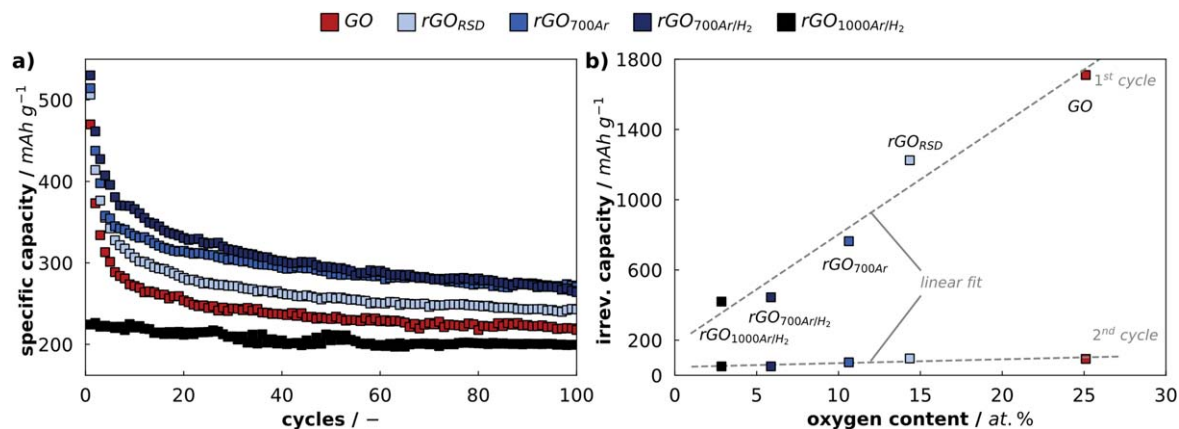 GO rGO_RSD rGO_700Ar rGO_700Ar/H₂ rGO_1000Ar/H₂
a)
specific capacity / mAh g⁻¹
500
400
300
200
0 20 40 60 80 100
cycles / –
b)
irrev. capacity / mAh g⁻¹
1800
1400
1000
600
200
0
0 5 10 15 20 25 30
oxygen content / at. %
1ˢᵗ cycle
GO
rGO_RSD
rGO_700Ar
linear fit
rGO_700Ar/H₂
rGO_1000Ar/H₂
2ⁿᵈ cycle